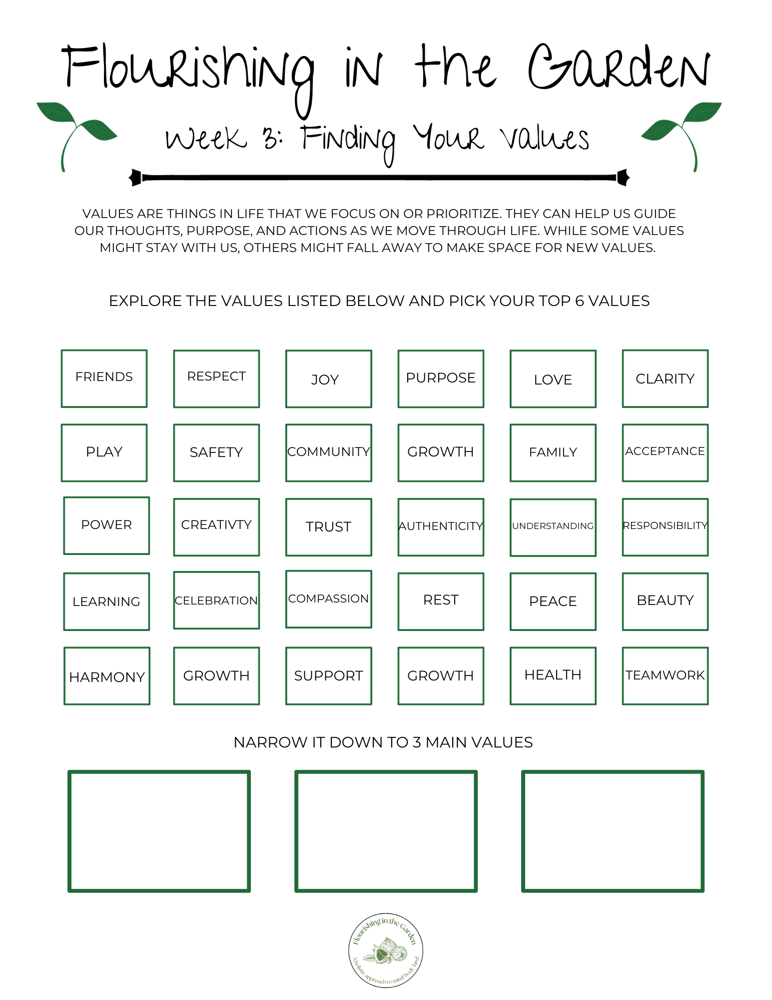 Flourishing in the Garden
Week 3: Finding Your Values
VALUES ARE THINGS IN LIFE THAT WE FOCUS ON OR PRIORITIZE. THEY CAN HELP US GUIDE
OUR THOUGHTS, PURPOSE, AND ACTIONS AS WE MOVE THROUGH LIFE. WHILE SOME VALUES
MIGHT STAY WITH US, OTHERS MIGHT FALL AWAY TO MAKE SPACE FOR NEW VALUES.
EXPLORE THE VALUES LISTED BELOW AND PICK YOUR TOP 6 VALUES
FRIENDS RESPECT JOY PURPOSE LOVE CLARITY
PLAY SAFETY COMMUNITY GROWTH FAMILY ACCEPTANCE
POWER CREATIVTY TRUST AUTHENTICITY UNDERSTANDING RESPONSIBILITY
LEARNING CELEBRATION COMPASSION REST PEACE BEAUTY
HARMONY GROWTH SUPPORT GROWTH HEALTH TEAMWORK
NARROW IT DOWN TO 3 MAIN VALUES
Flourishing in the Garden
A holistic approach to mind body land